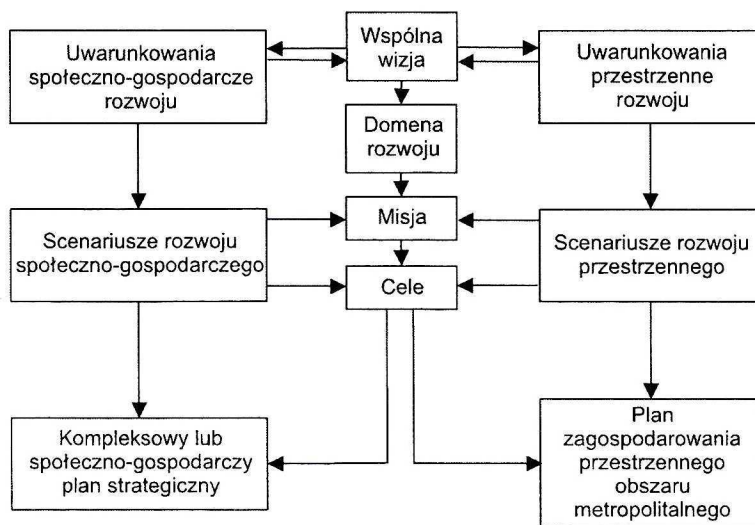 Uwarunkowania
społeczno-gospodarcze
rozwoju
Wspólna
wizja
Uwarunkowania
przestrzenne
rozwoju
Domena
rozwoju
Misja
Scenariusze rozwoju
społeczno-gospodarczego
Scenariusze rozwoju
przestrzennego
Cele
Kompleksowy lub
społeczno-gospodarczy
plan strategiczny
Plan
zagospodarowania
przestrzennego
obszaru
metropolitalnego